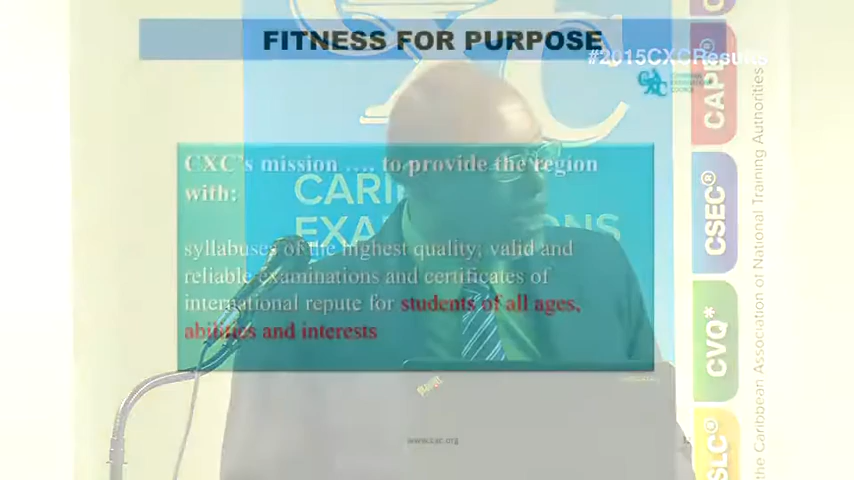 FITNESS FOR PURPOSE
#2015CXCResults
CXC's mission .... to provide the region
with:
syllabuses of the highest quality; valid and
reliable examinations and certificates of
international repute for students of all ages,
abilities and interests
www.cxc.org
CAPE®
CSEC®
CVQ*
SLC®
the Caribbean Association of National Training Authorities